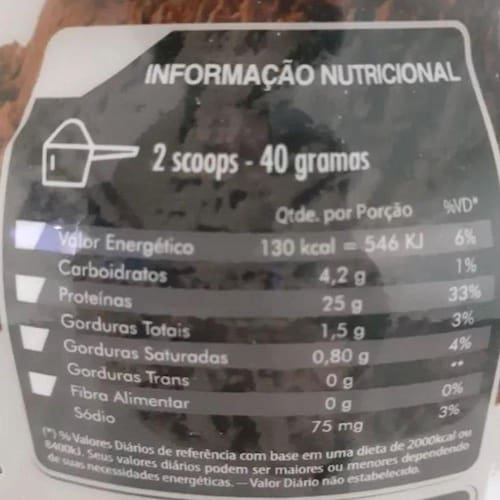 INFORMAÇÃO NUTRICIONAL
2 scoops - 40 gramas
Qtde. por Porção %VD*
Valor Energético 130 kcal = 546 KJ 6%
Carboidratos 4,2 g 1%
Proteínas 25 g 33%
Gorduras Totais 1,5 g 3%
Gorduras Saturadas 0,80 g 4%
Gorduras Trans 0 g **
Fibra Alimentar 0 g 0%
Sódio 75 mg 3%
(*) % Valores Diários de referência com base em uma dieta de 2000kcal ou
8400kJ. Seus valores diários podem ser maiores ou menores dependendo
de suas necessidades energéticas. — Valor Diário não estabelecido.